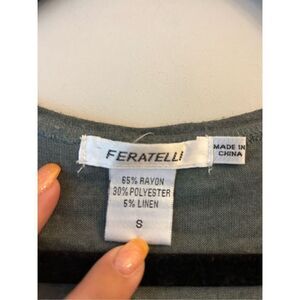 FERATELLI
MADE IN
CHINA
65% RAYON
30% POLYESTER
5% LINEN
S